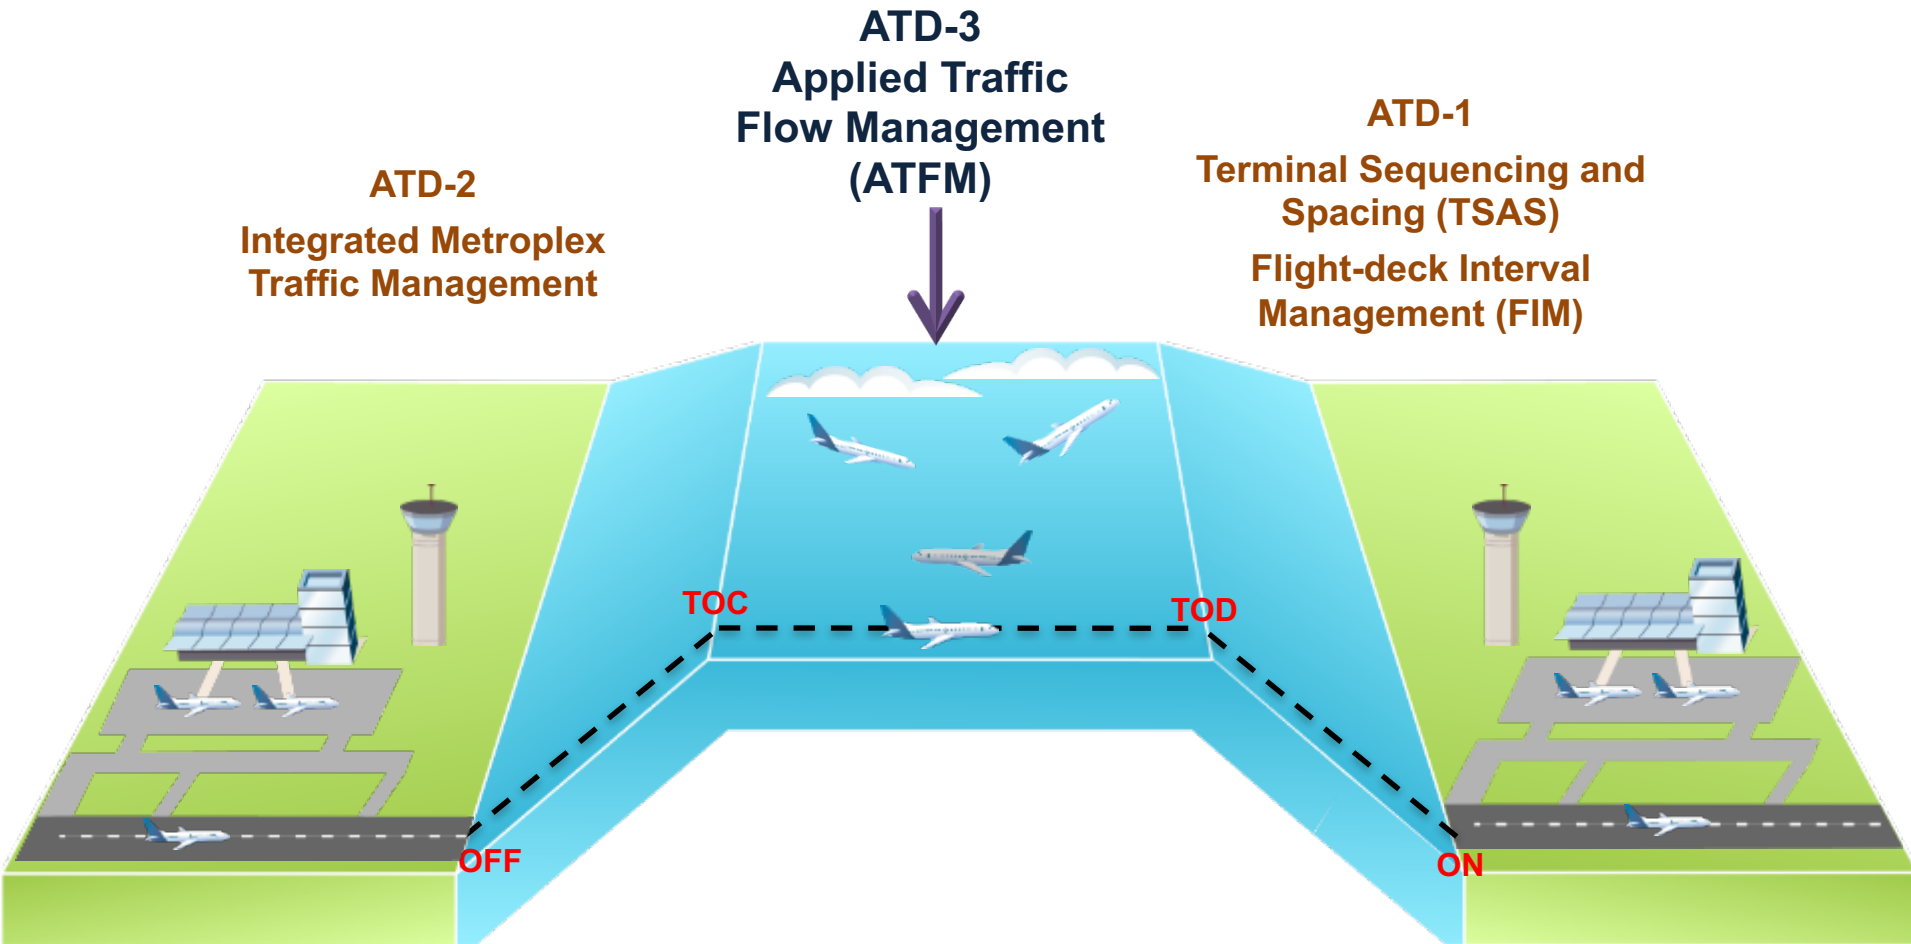 ATD-3
Applied Traffic
Flow Management
(ATFM)
ATD-1
Terminal Sequencing and
Spacing (TSAS)
Flight-deck Interval
Management (FIM)
ATD-2
Integrated Metroplex
Traffic Management
TOC
TOD
OFF
ON